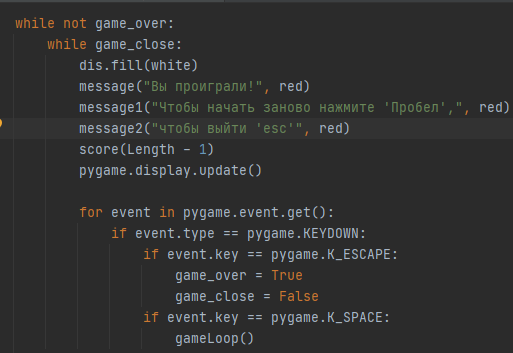 while not game_over:
    while game_close:
        dis.fill(white)
        message("Вы проиграли!", red)
        message1("Чтобы начать заново нажмите 'Пробел',", red)
        message2("чтобы выйти 'esc'", red)
        score(Length - 1)
        pygame.display.update()

        for event in pygame.event.get():
            if event.type == pygame.KEYDOWN:
                if event.key == pygame.K_ESCAPE:
                    game_over = True
                    game_close = False
                if event.key == pygame.K_SPACE:
                    gameLoop()